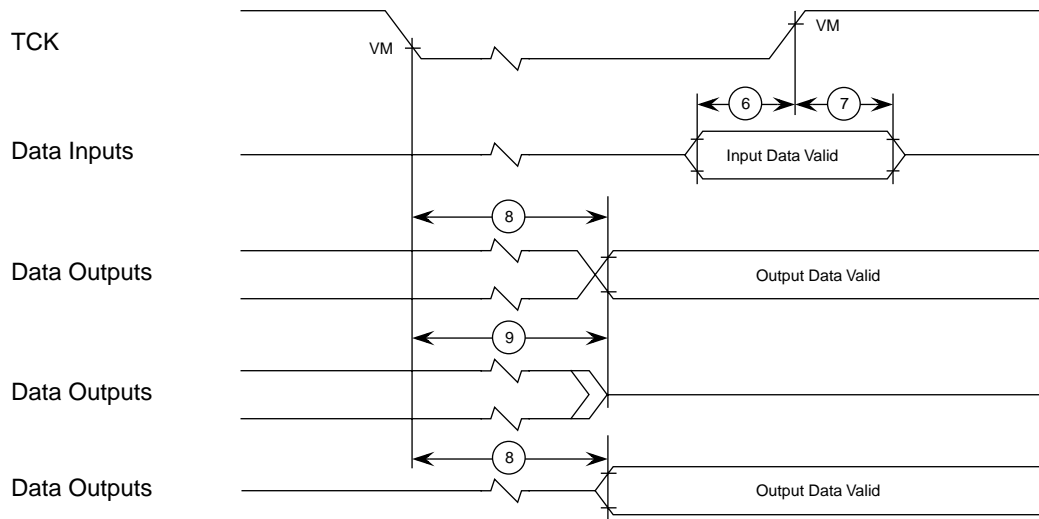 TCK
VM
VM
6
7
Data Inputs
Input Data Valid
8
Data Outputs
Output Data Valid
9
Data Outputs
8
Data Outputs
Output Data Valid